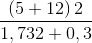 (5 + 12) 2
1,732 + 0,3